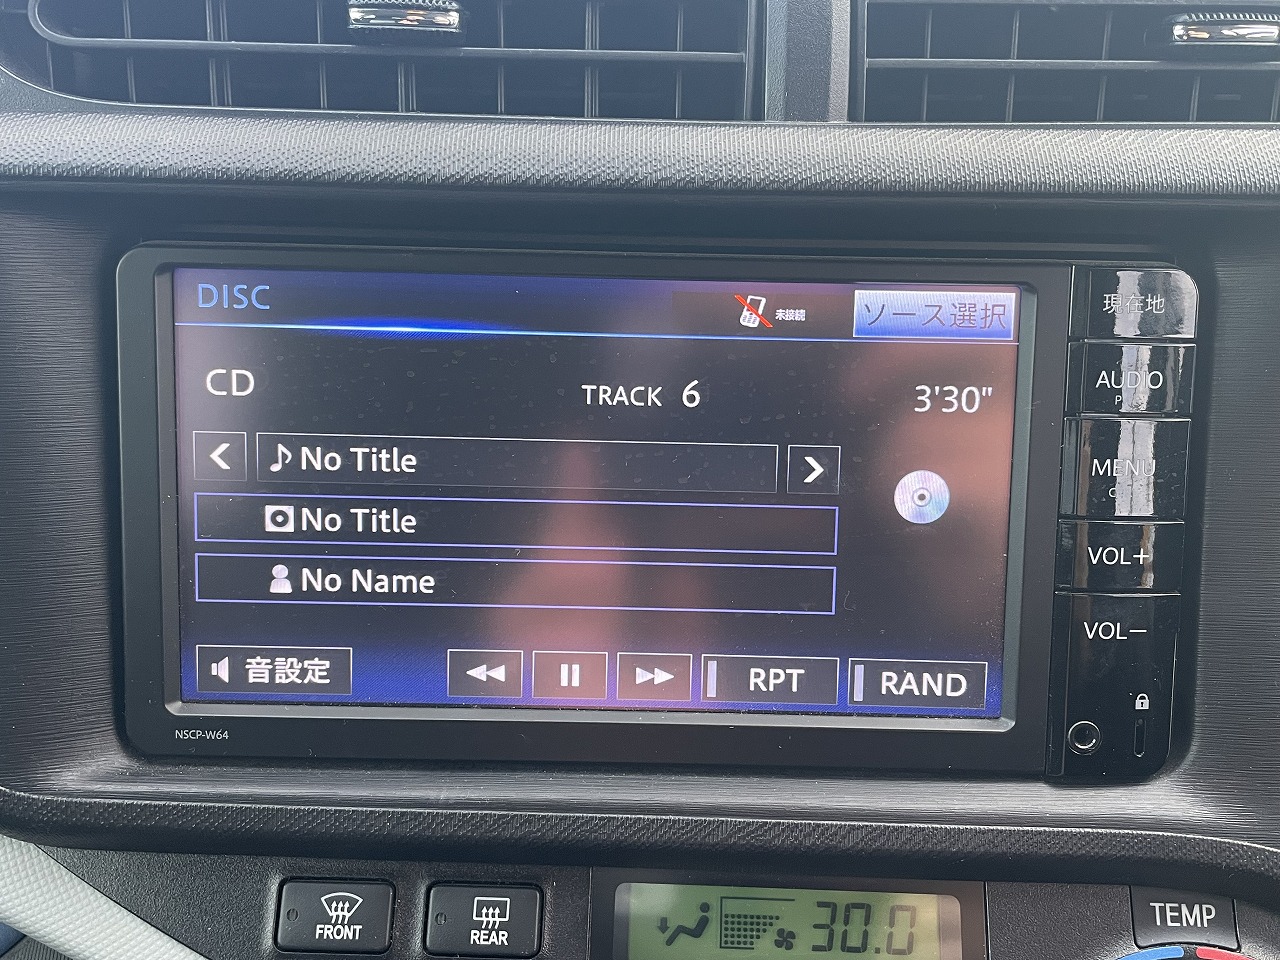 DISC
未接続
ソース選択
CD
TRACK 6
3'30"
No Title
No Title
No Name
音設定
RPT
RAND
NSCP-W64
現在地
AUDIO
MENU
VOL+
VOL−
FRONT
REAR
30.0
TEMP